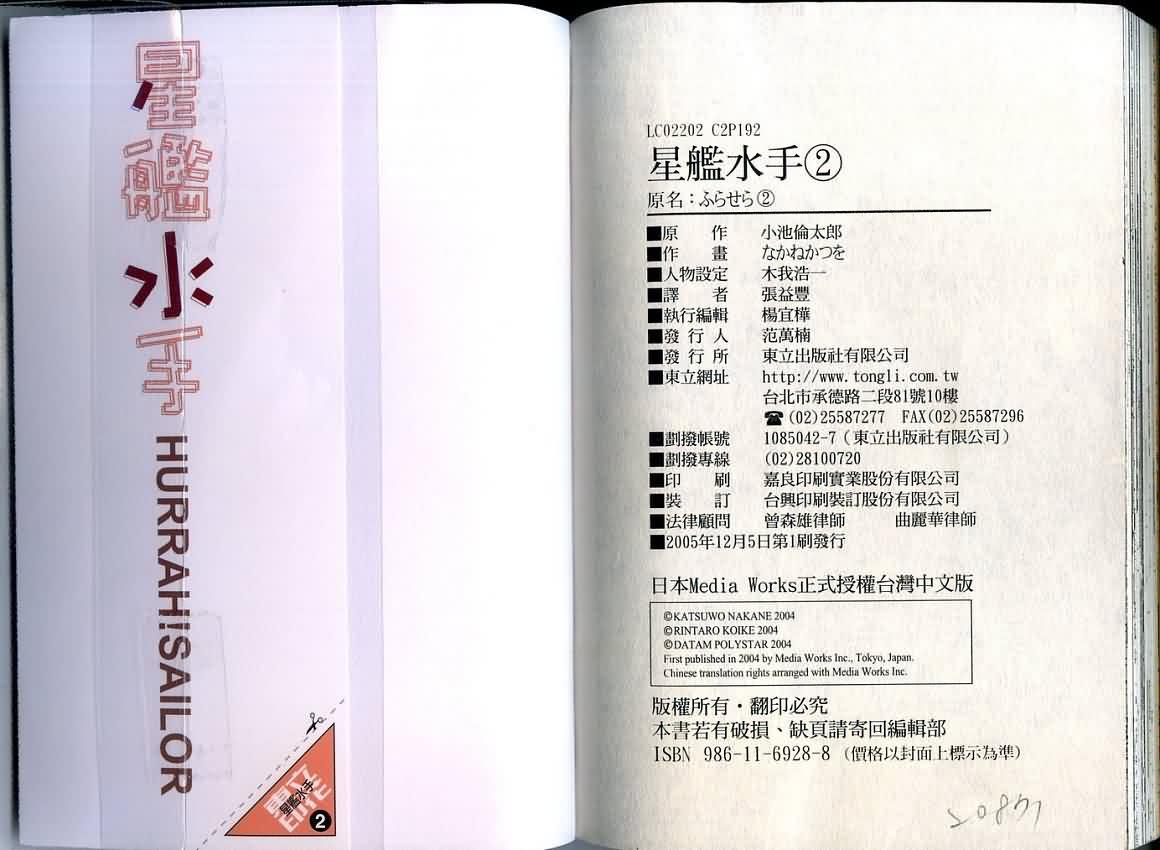 星艦水手
HURRAH!SAILOR
星艦水手
2
LC02202 C2P192
星艦水手②
原名：ふらせら②
■原　作　小池倫太郎
■作　畫　なかねかつを
■人物設定　木我浩一
■譯　者　張益豐
■執行編輯　楊宜樺
■發 行 人　范萬楠
■發 行 所　東立出版社有限公司
■東立網址　http://www.tongli.com.tw
台北市承德路二段81號10樓
☎(02)25587277　FAX(02)25587296
■劃撥帳號　1085042-7（東立出版社有限公司）
■劃撥專線　(02)28100720
■印　刷　嘉良印刷實業股份有限公司
■裝　訂　台興印刷裝訂股份有限公司
■法律顧問　曾森雄律師　曲麗華律師
■2005年12月5日第1刷發行
日本Media Works正式授權台灣中文版
©KATSUWO NAKANE 2004
©RINTARO KOIKE 2004
©DATAM POLYSTAR 2004
First published in 2004 by Media Works Inc., Tokyo, Japan.
Chinese translation rights arranged with Media Works Inc.
版權所有・翻印必究
本書若有破損、缺頁請寄回編輯部
ISBN 986-11-6928-8（價格以封面上標示為準）